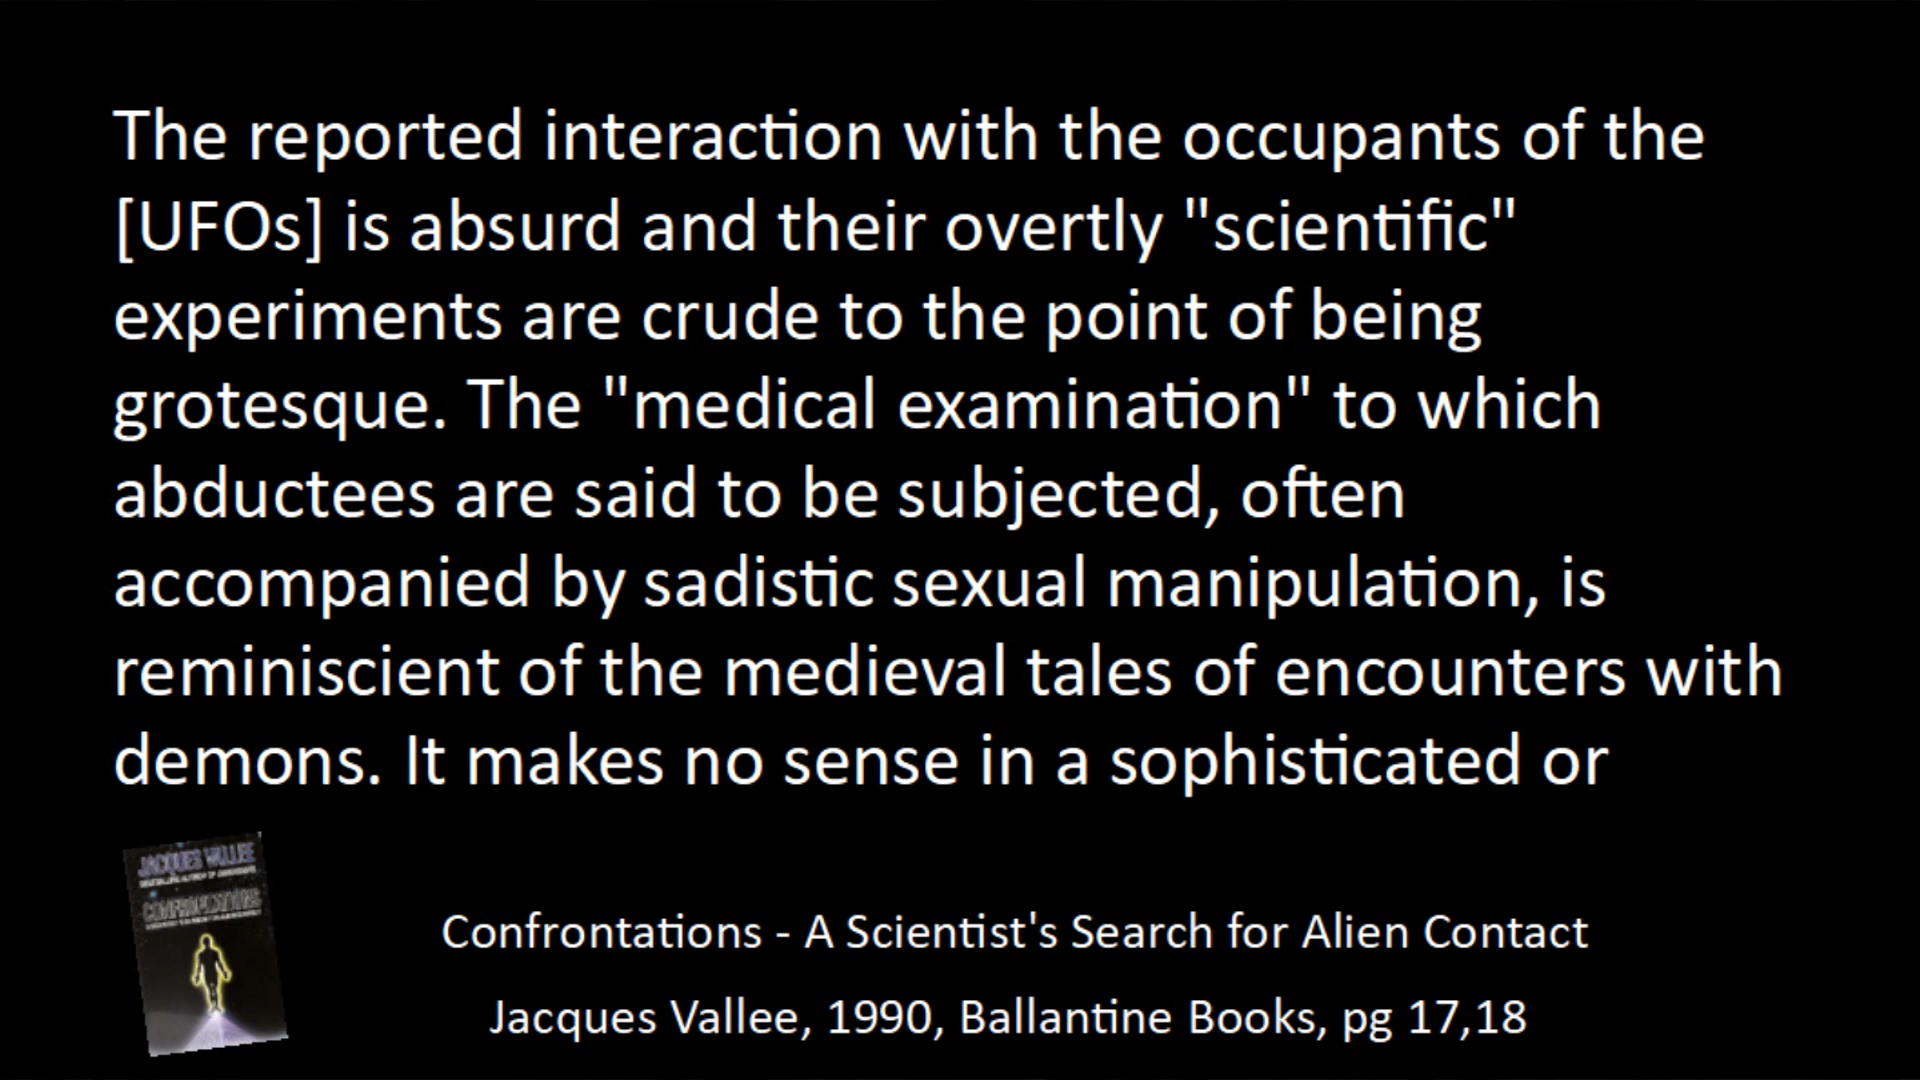 The reported interaction with the occupants of the
[UFOs] is absurd and their overtly "scientific"
experiments are crude to the point of being
grotesque. The "medical examination" to which
abductees are said to be subjected, often
accompanied by sadistic sexual manipulation, is
reminiscient of the medieval tales of encounters with
demons. It makes no sense in a sophisticated or
JACQUES VALLEE
CONFRONTATIONS
Confrontations - A Scientist's Search for Alien Contact
Jacques Vallee, 1990, Ballantine Books, pg 17,18